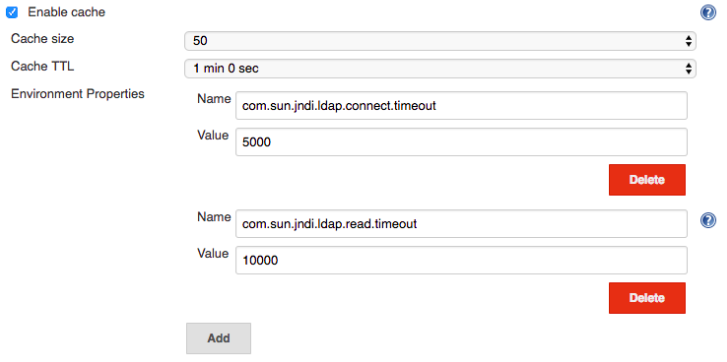 Enable cache
Cache size 50
Cache TTL 1 min 0 sec
Environment Properties
Name com.sun.jndi.ldap.connect.timeout
Value 5000
Delete
Name com.sun.jndi.ldap.read.timeout
Value 10000
Delete
Add